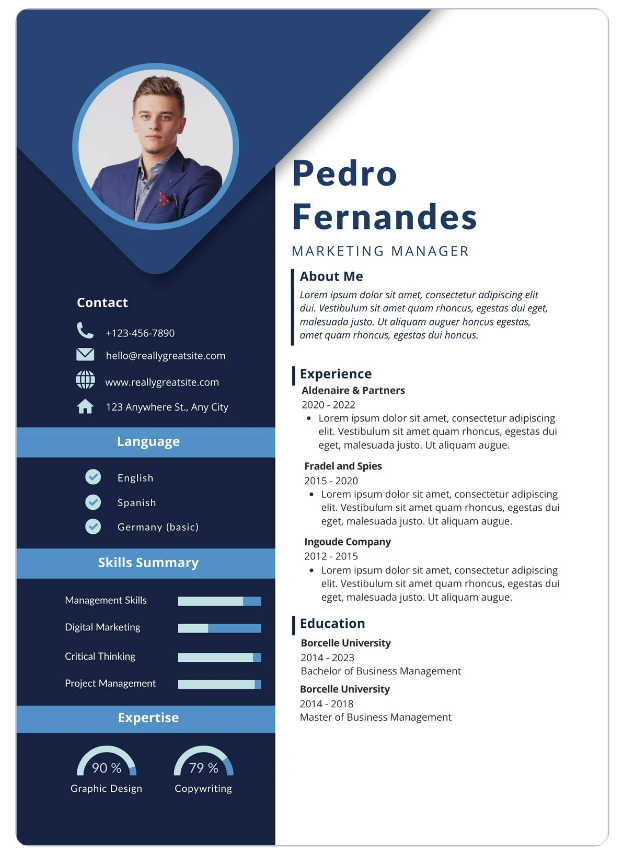 Pedro
Fernandes
MARKETING MANAGER
Contact
+123-456-7890
hello@reallygreatsite.com
www.reallygreatsite.com
123 Anywhere St., Any City
Language
English
Spanish
Germany (basic)
Skills Summary
Management Skills
Digital Marketing
Critical Thinking
Project Management
Expertise
90 %
79 %
Graphic Design
Copywriting
About Me
Lorem ipsum dolor sit amet, consectetur adipiscing elit
dui. Vestibulum sit amet quam rhoncus, egestas dui eget,
malesuada justo. Ut aliquam auguer honcus egestas,
amet quam rhoncus, egestas dui honcus.
Experience
Aldenaire & Partners
2020 - 2022
• Lorem ipsum dolor sit amet, consectetur adipiscing
elit. Vestibulum sit amet quam rhoncus, egestas dui
eget, malesuada justo. Ut aliquam augue.
Fradel and Spies
2015 - 2020
• Lorem ipsum dolor sit amet, consectetur adipiscing
elit. Vestibulum sit amet quam rhoncus, egestas dui
eget, malesuada justo. Ut aliquam augue.
Ingoude Company
2012 - 2015
• Lorem ipsum dolor sit amet, consectetur adipiscing
elit. Vestibulum sit amet quam rhoncus, egestas dui
eget, malesuada justo. Ut aliquam augue.
Education
Borcelle University
2014 - 2023
Bachelor of Business Management
Borcelle University
2014 - 2018
Master of Business Management